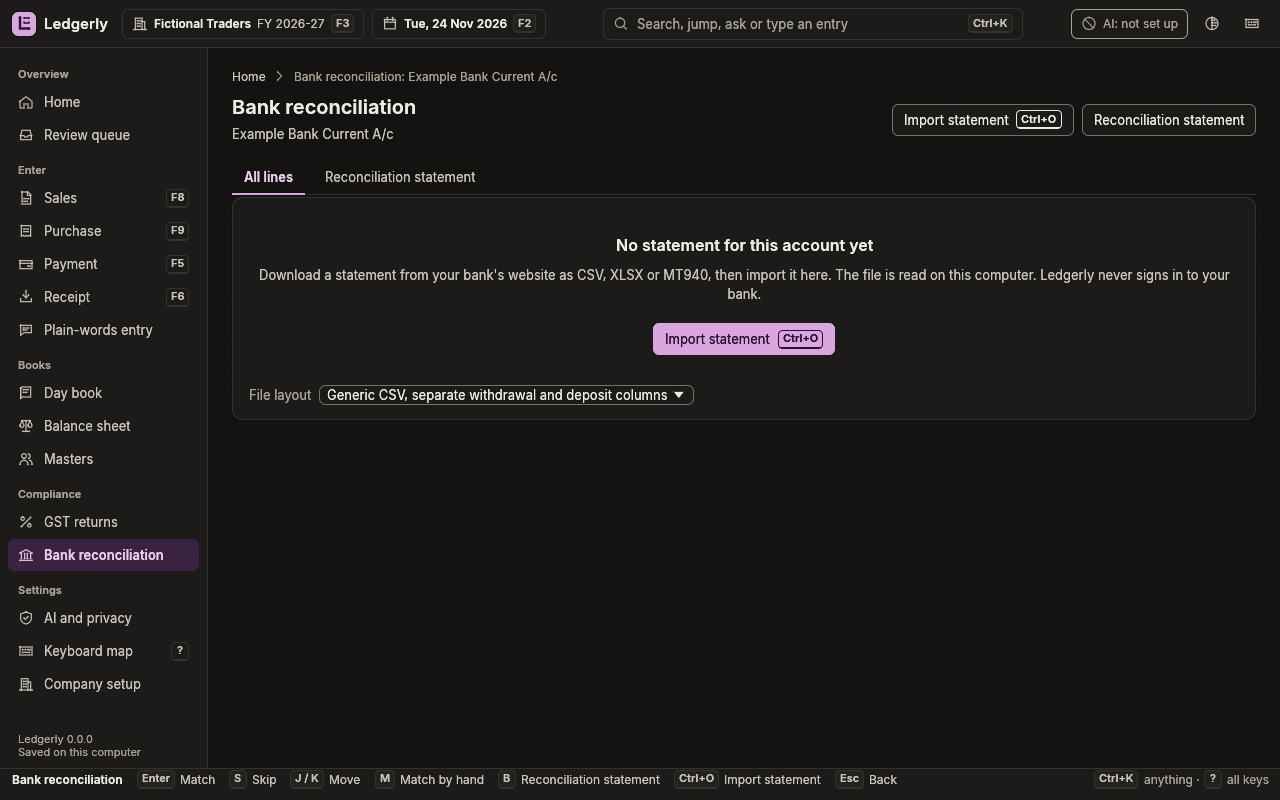 Ledgerly
Fictional Traders FY 2026-27 F3
Tue, 24 Nov 2026 F2
Search, jump, ask or type an entry Ctrl+K
AI: not set up
Overview
Home
Review queue
Enter
Sales F8
Purchase F9
Payment F5
Receipt F6
Plain-words entry
Books
Day book
Balance sheet
Masters
Compliance
GST returns
Bank reconciliation
Settings
AI and privacy
Keyboard map ?
Company setup
Ledgerly 0.0.0
Saved on this computer
Home Bank reconciliation: Example Bank Current A/c
Bank reconciliation
Example Bank Current A/c
Import statement Ctrl+O
Reconciliation statement
All lines Reconciliation statement
No statement for this account yet
Download a statement from your bank's website as CSV, XLSX or MT940, then import it here. The file is read on this computer. Ledgerly never signs in to your
bank.
Import statement Ctrl+O
File layout Generic CSV, separate withdrawal and deposit columns
Bank reconciliation Enter Match S Skip J / K Move M Match by hand B Reconciliation statement Ctrl+O Import statement Esc Back Ctrl+K anything · ? all keys